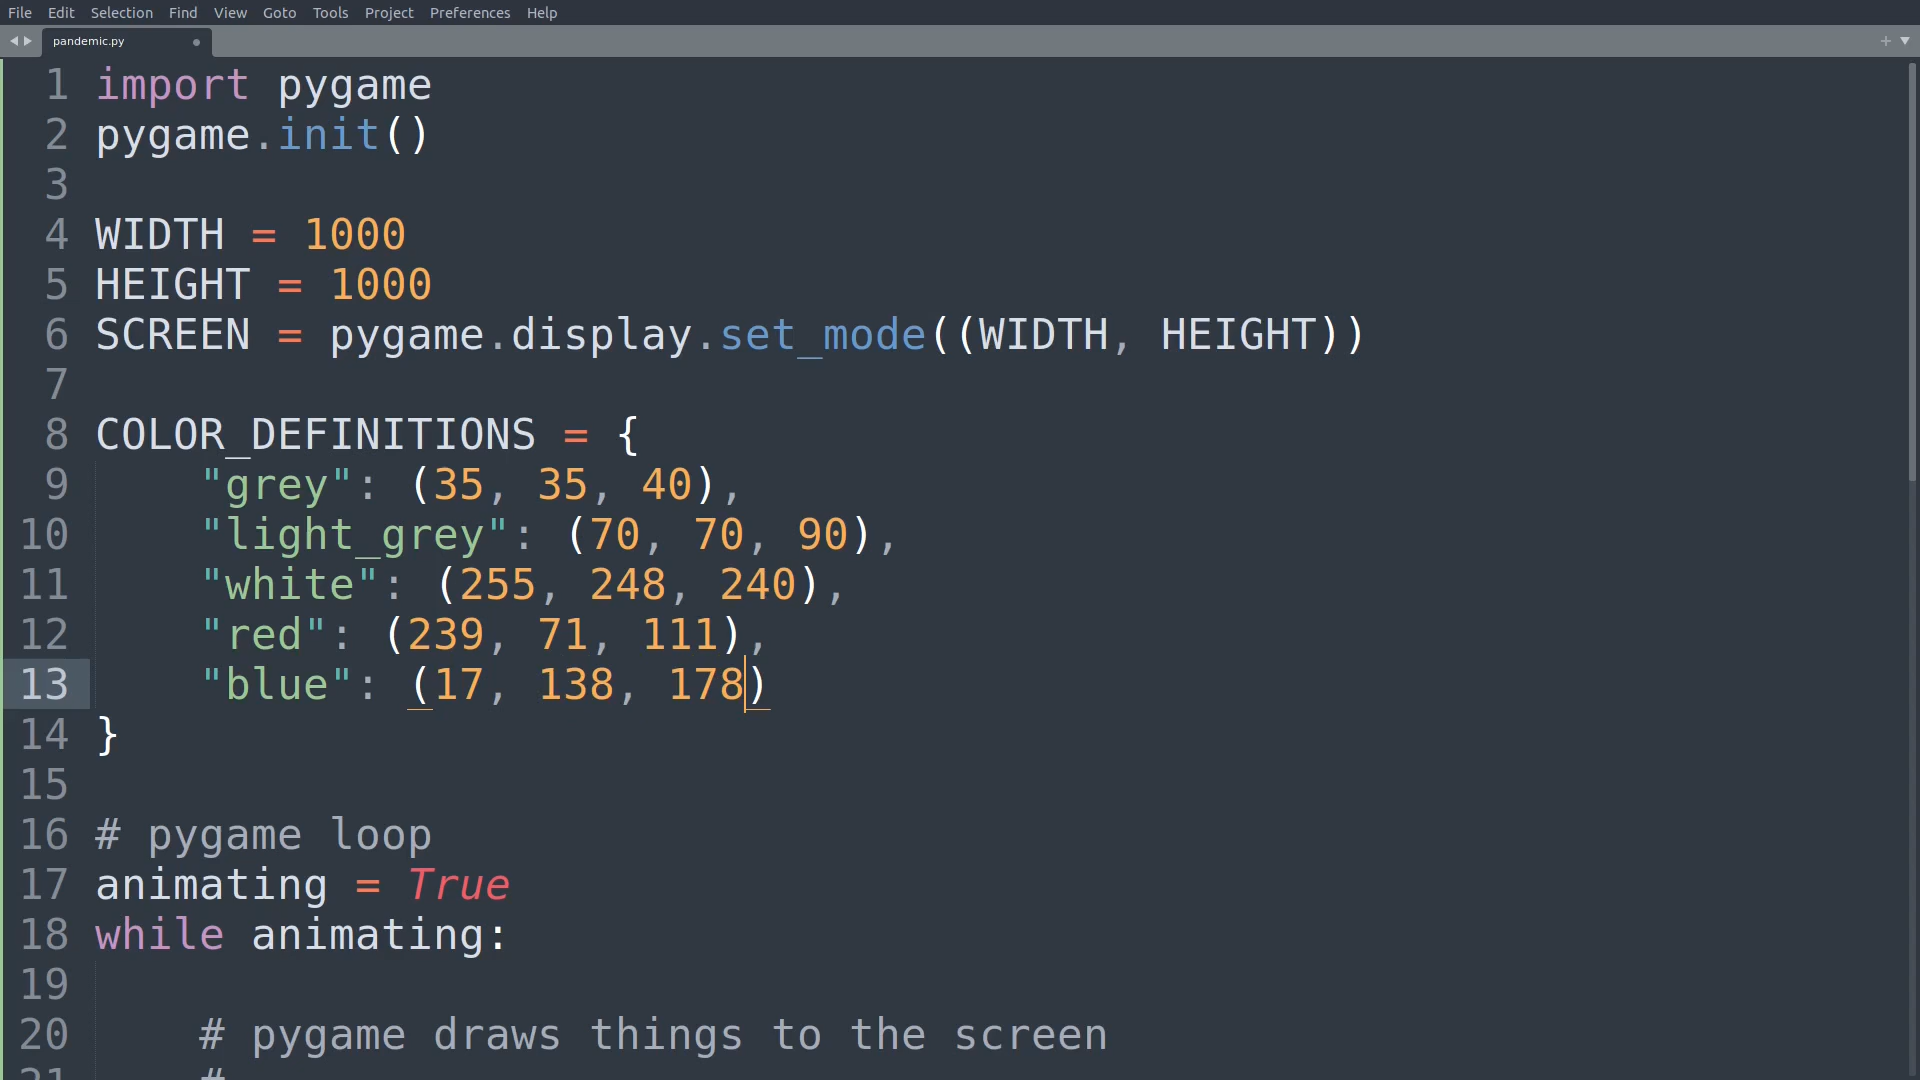 File Edit Selection Find View Goto Tools Project Preferences Help
pandemic.py
1 import pygame
2 pygame.init()
3
4 WIDTH = 1000
5 HEIGHT = 1000
6 SCREEN = pygame.display.set_mode((WIDTH, HEIGHT))
7
8 COLOR_DEFINITIONS = {
9     "grey": (35, 35, 40),
10     "light_grey": (70, 70, 90),
11     "white": (255, 248, 240),
12     "red": (239, 71, 111),
13     "blue": (17, 138, 178)
14 }
15
16 # pygame loop
17 animating = True
18 while animating:
19
20     # pygame draws things to the screen
21     #